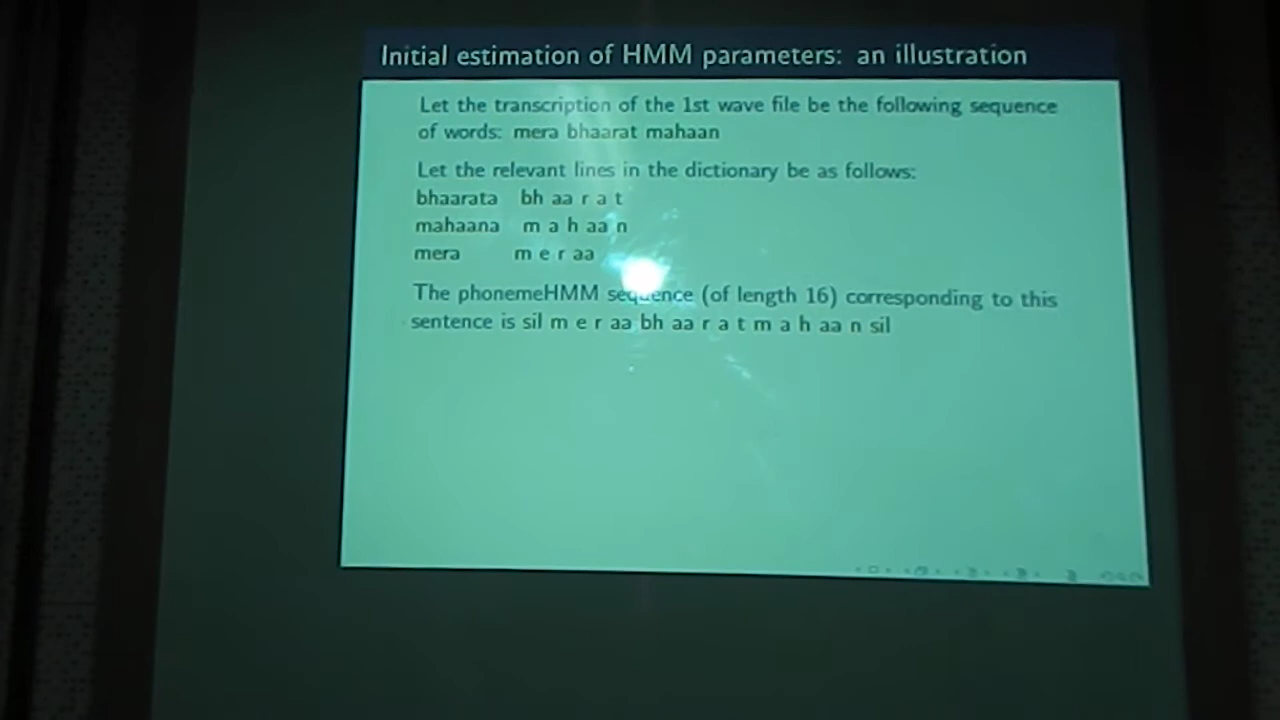 Initial estimation of HMM parameters: an illustration
Let the transcription of the 1st wave file be the following sequence
of words: mera bhaarat mahaan
Let the relevant lines in the dictionary be as follows:
bhaarata bh aa r a t
mahaana m a h aa n
mera m e r aa
The phonemeHMM sequence (of length 16) corresponding to this
sentence is sil m e r aa bh aa r a t m a h aa n sil